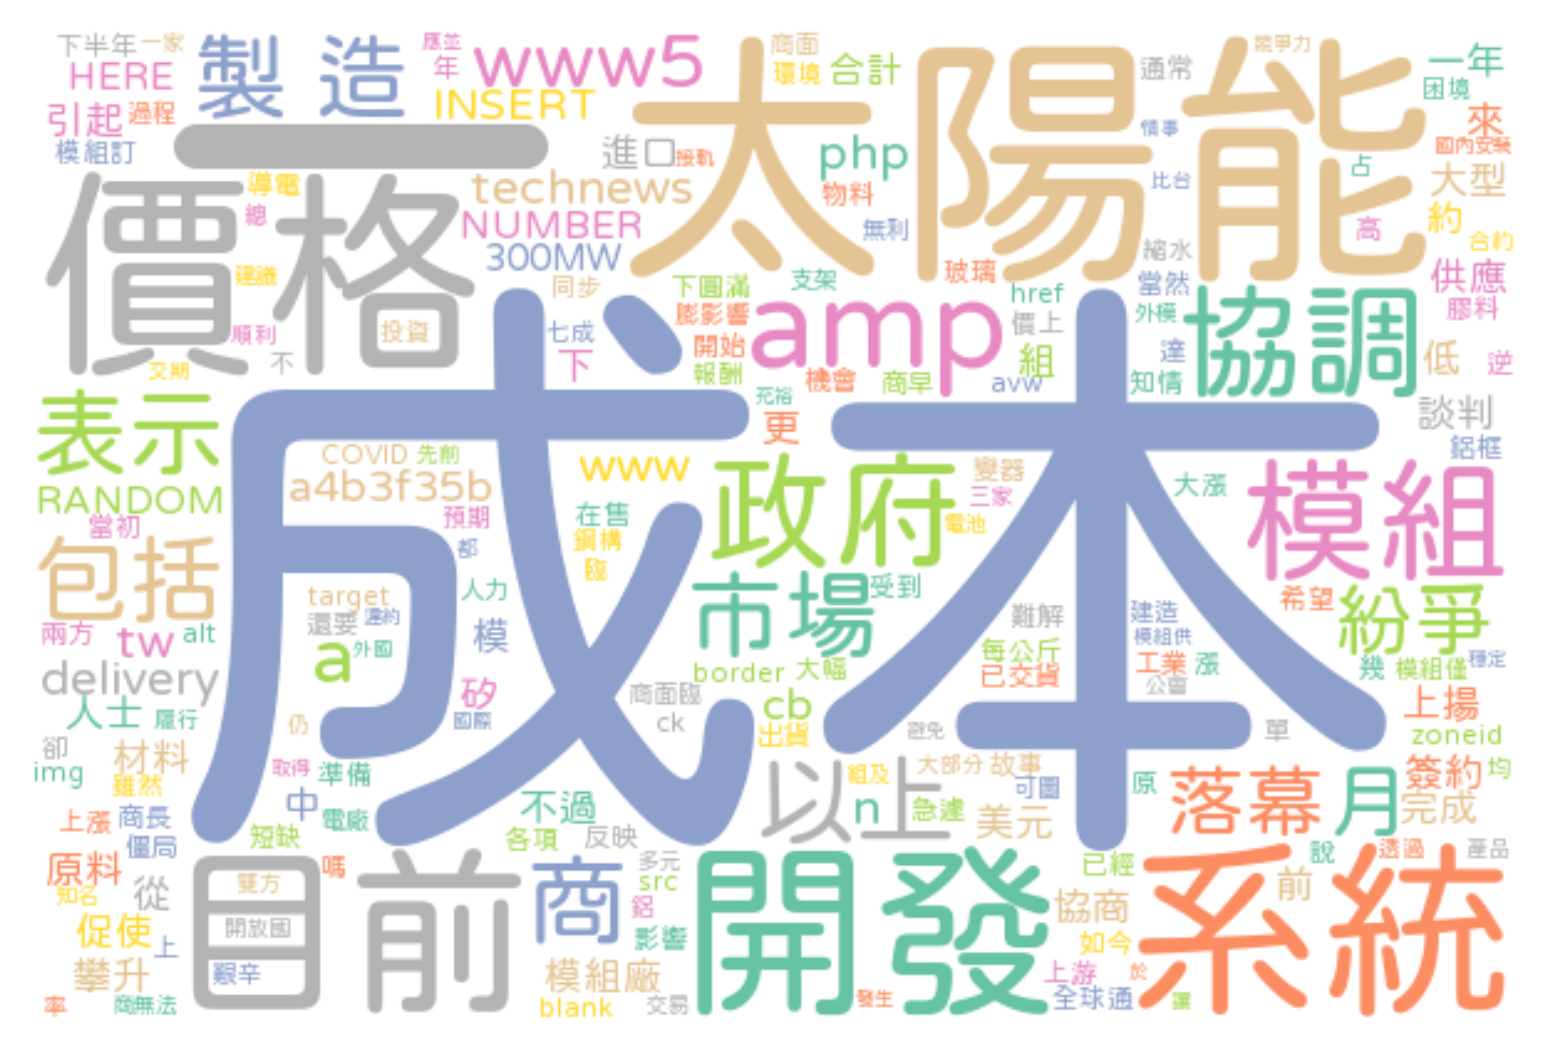 下半年 一家 製造 應並 www5 商面 環境 太陽能 競爭力 通常 一年
HERE 年 INSERT 合計 困境
引起 過程 一 進口 接軌 php 情事 來
模組訂 國內安裝
價格 導電 technews 物料 比台 占 大型
總 NUMBER 無利 高 約
建議 300MW 玻璃 縮水 合約
順利 投資 同步 下圓滿 支架 href 當然 供應
不 七成 膨影響 amp 價上 外模 協調 膠料
交期 下 開始 報酬 機會 商早 組 avw 達 知情 低 逆
表示 成本 充裕 更 談判
COVID 先前 www 變器 鋁框
RANDOM a4b3f35b 政府 三家 大漲 模組
當初 預期 在售 電池
包括 都 鋼構 臨
target 人力 市場 受到 希望 紛爭
還要 違約 難解 建造
兩方 tw alt a 外國 模 每公斤 模組供
delivery border 大幅 已交貨 工業 漲 幾 模組僅 穩定
人士 履行 矽 商面臨 cb 公會 上揚
卻 仍 國際 ck 出貨 避免 單 zoneid
img 材料 取得 準備 以上 組及 大部分 故事 原 落幕 月 簽約 均
雖然 中 不過 n 急遽 可圖 完成
上漲 商長 電廠 短缺 各項 反映 美元
僵局 說 透過 產品
原料 目前 嗎 商 多元 開發 已經 系統
知名 從 雙方 src 前
促使 開放國 鋁 協商
上 影響 如今
攀升 艱辛 模組廠 上游 於
率 商無法 blank 交易 發生 全球通 讓